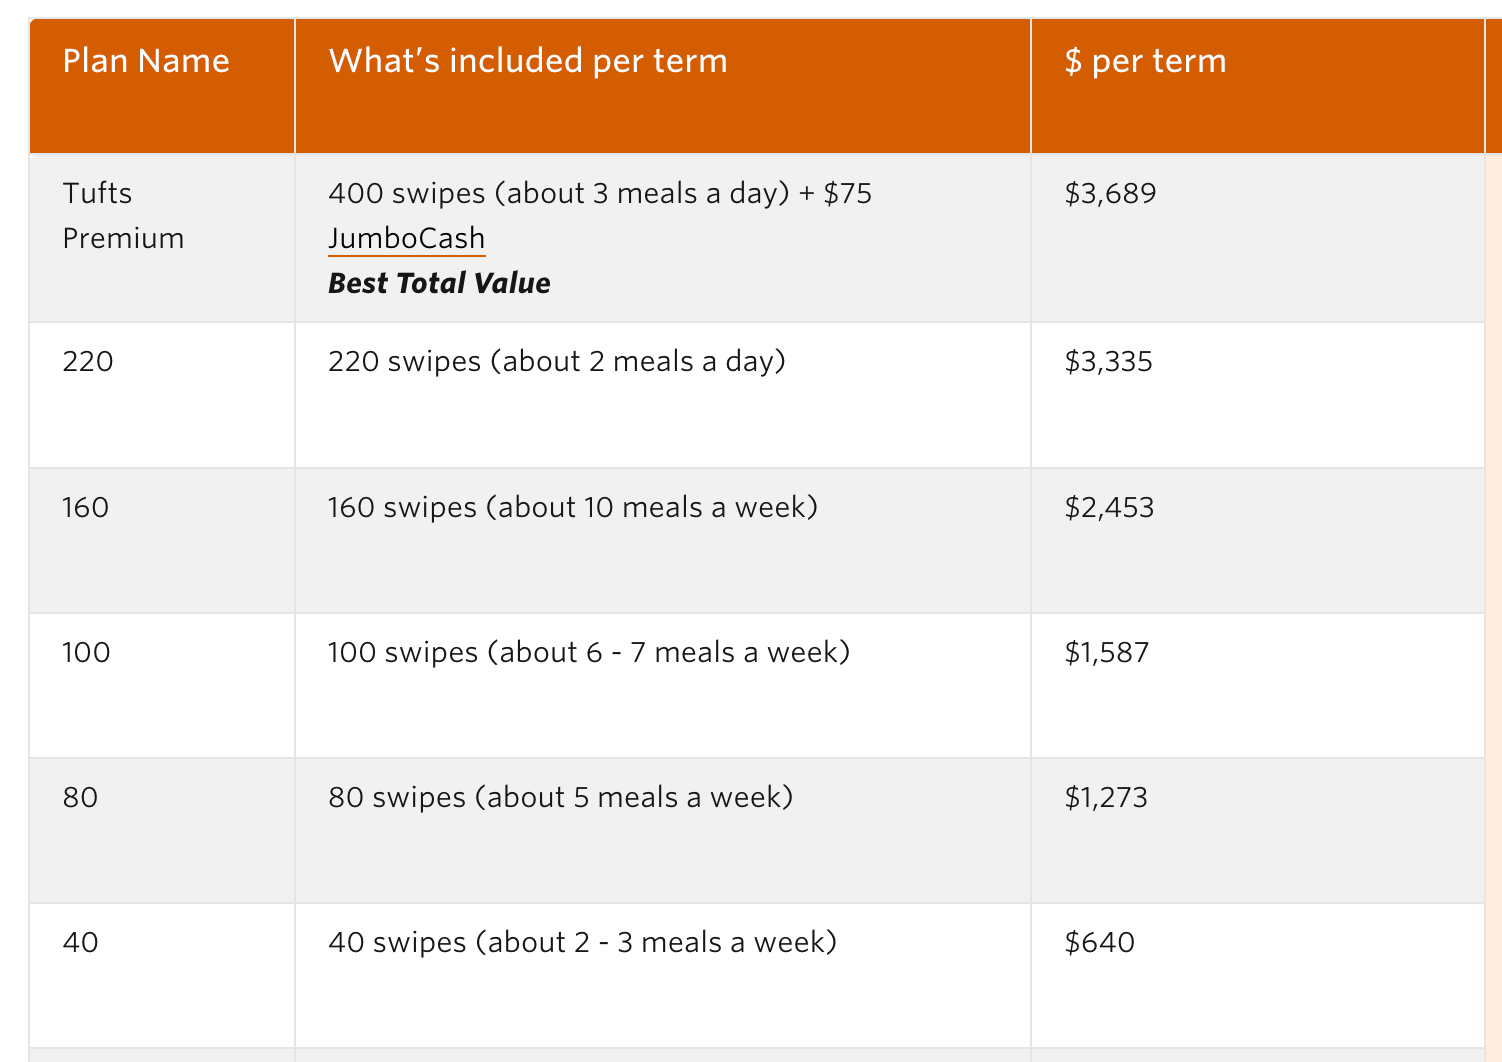 Plan Name
What's included per term
$ per term
Tufts
Premium
400 swipes (about 3 meals a day) + $75
JumboCash
Best Total Value
$3,689
220
220 swipes (about 2 meals a day)
$3,335
160
160 swipes (about 10 meals a week)
$2,453
100
100 swipes (about 6 - 7 meals a week)
$1,587
80
80 swipes (about 5 meals a week)
$1,273
40
40 swipes (about 2 - 3 meals a week)
$640